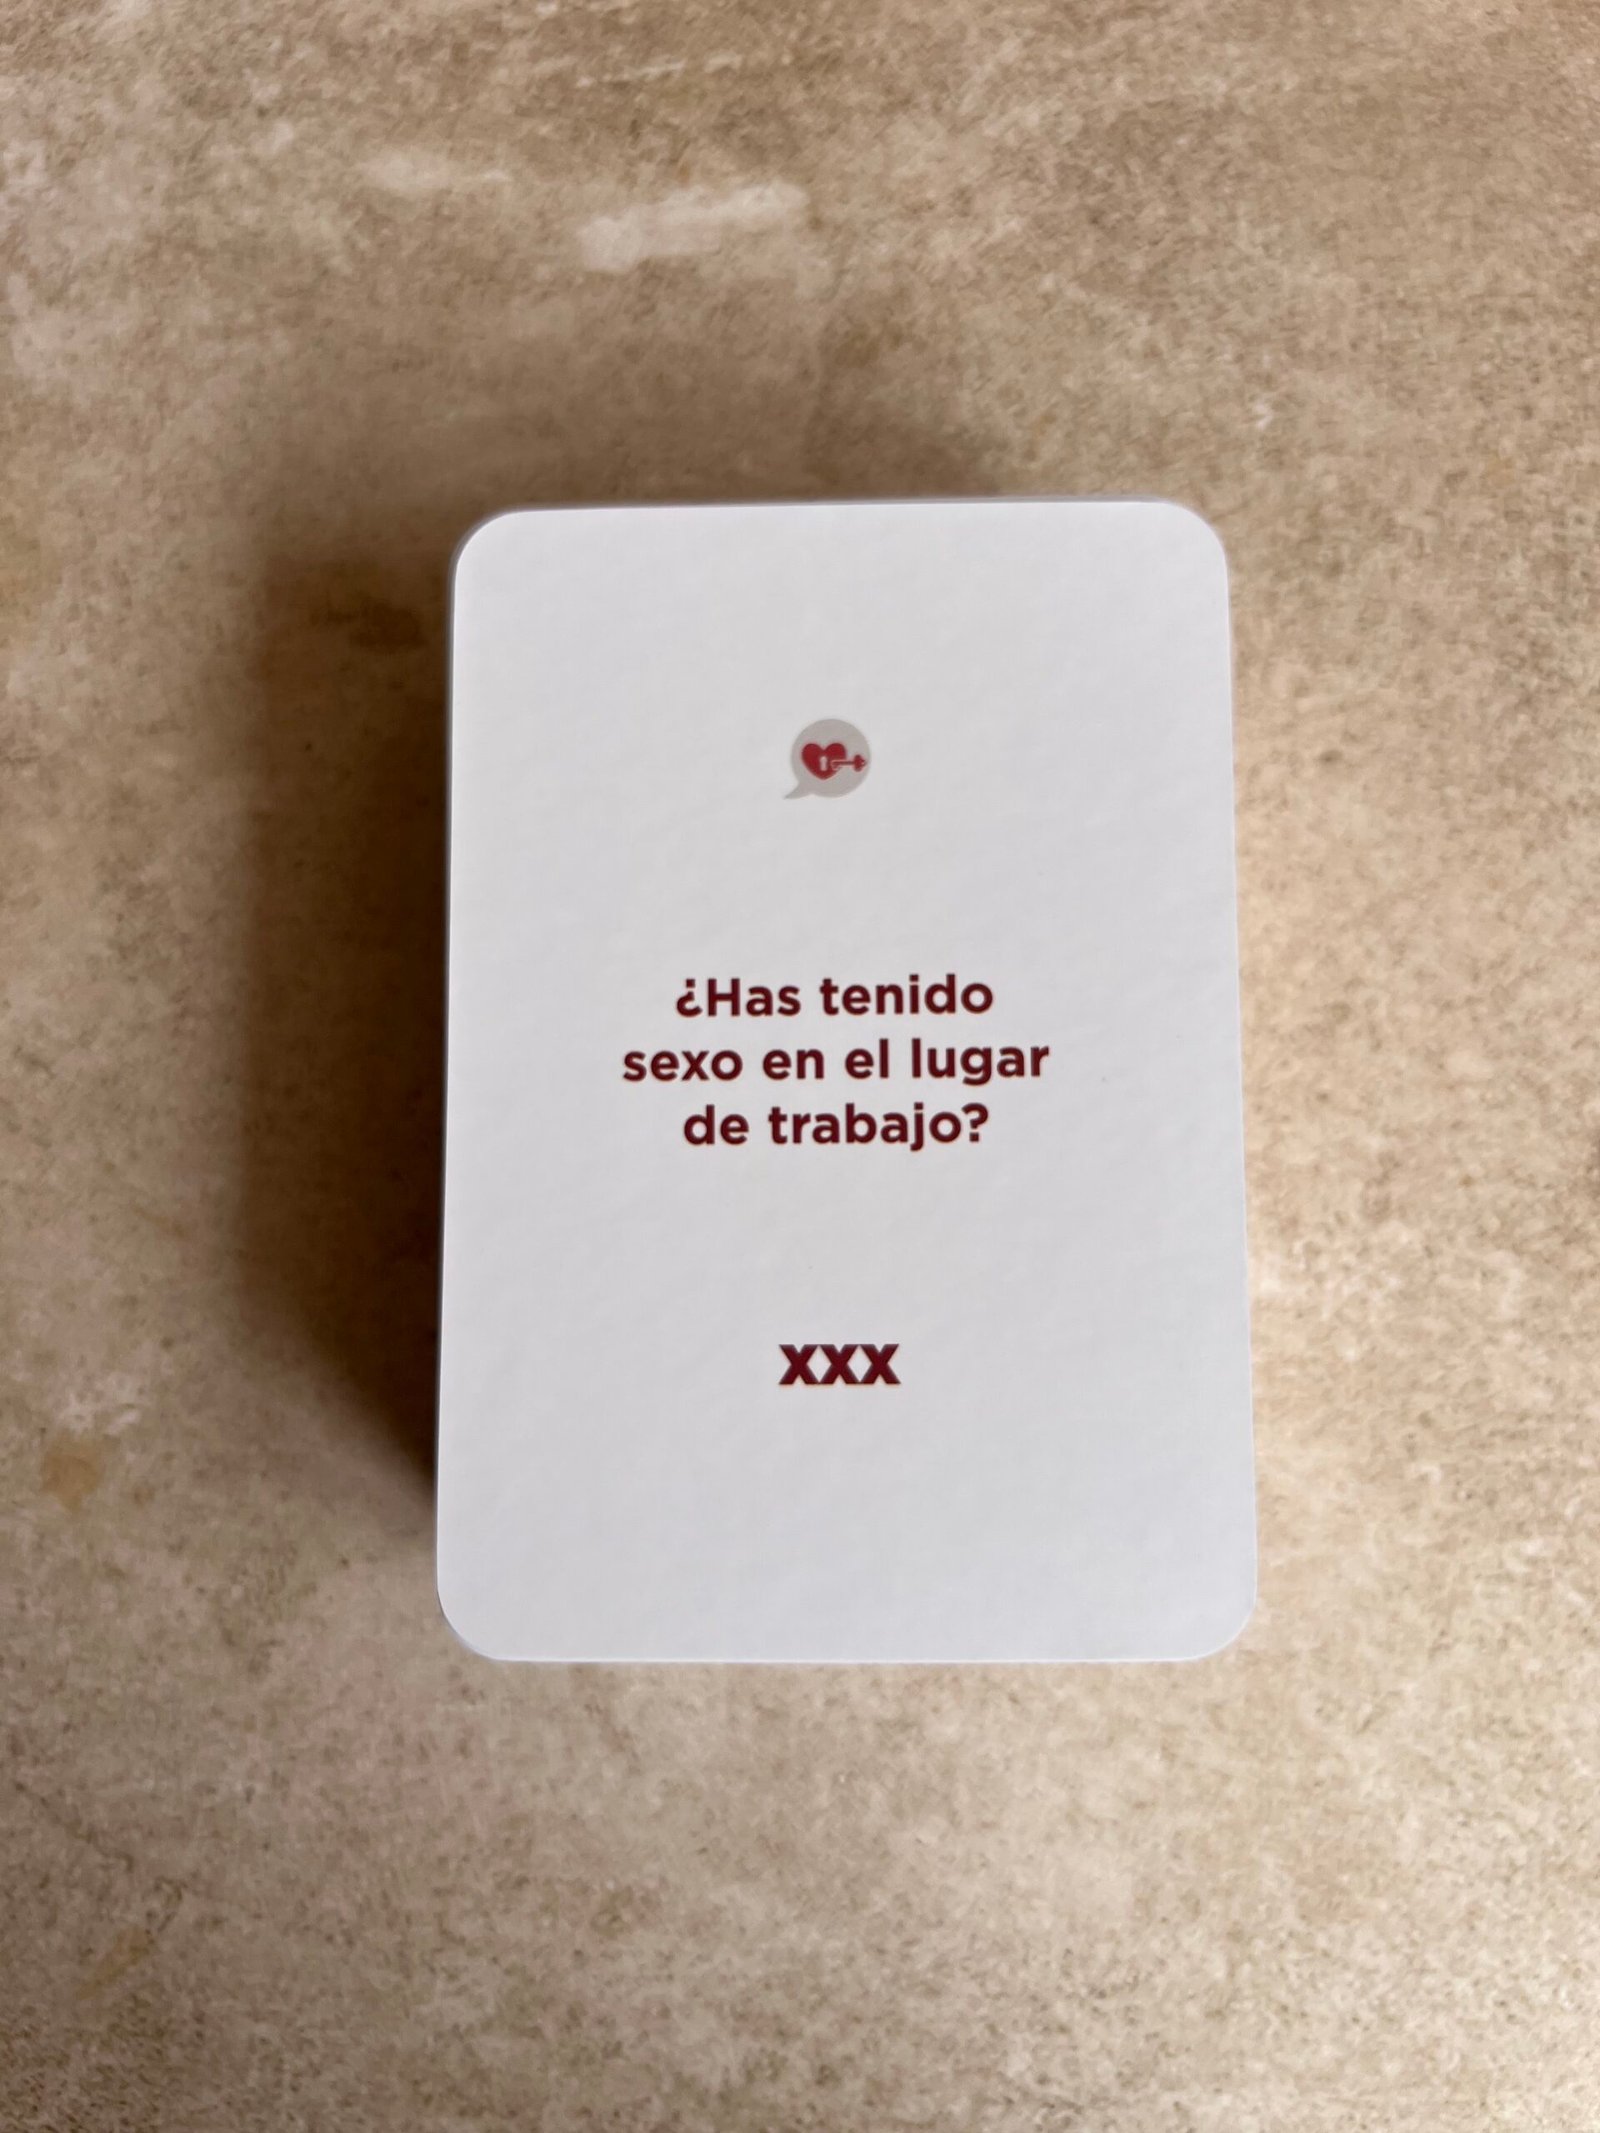 ¿Has tenido
sexo en el lugar
de trabajo?
XXX